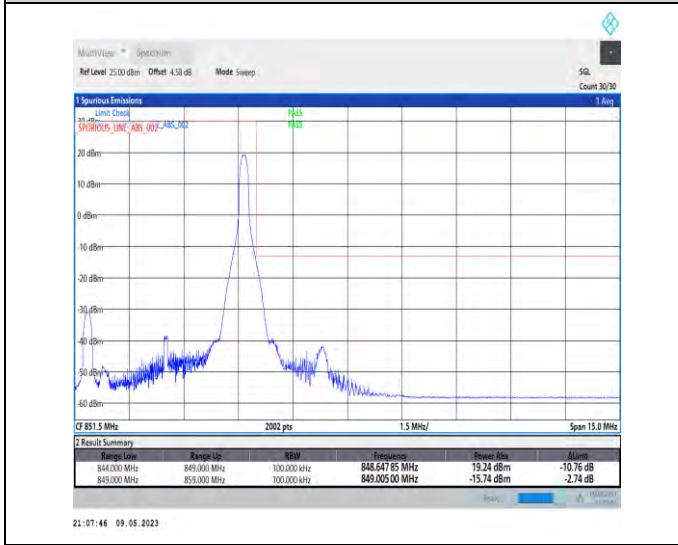 MultiView Spectrum
Ref Level 25.00 dBm Offset 4.58 dB Mode Sweep SGL
Count 30/30
1 Spurious Emissions 1 Avg
Limit Check PASS
SPURIOUS_LINE_ABS_002 PASS
20 dBm
10 dBm
0 dBm
-10 dBm
-20 dBm
-30 dBm
-40 dBm
-50 dBm
-60 dBm
CF 851.5 MHz 2002 pts 1.5 MHz/ Span 15.0 MHz
2 Result Summary
Range Low Range Up RBW Frequency Power Abs ΔLimit
844.000 MHz 849.000 MHz 100.000 kHz 848.647 85 MHz 19.24 dBm -10.76 dB
849.000 MHz 859.000 MHz 100.000 kHz 849.005 00 MHz -15.74 dBm -2.74 dB
21:07:46 09.05.2023